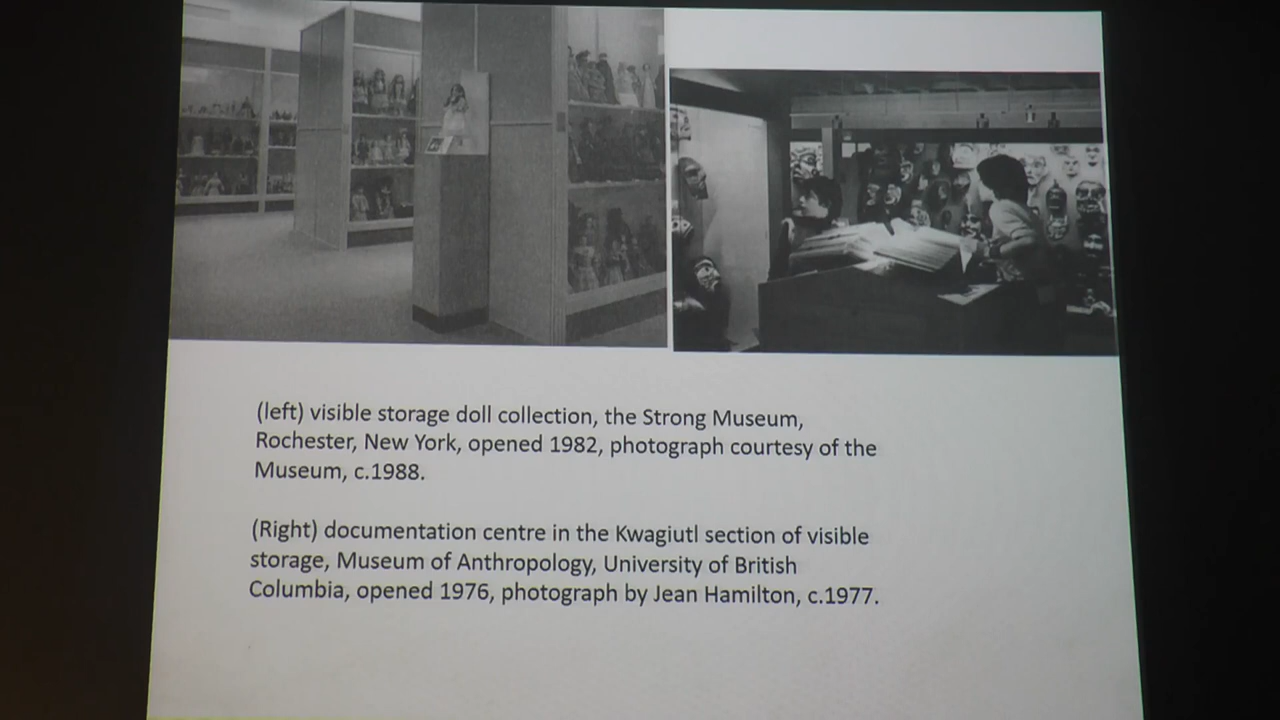 (left) visible storage doll collection, the Strong Museum,
Rochester, New York, opened 1982, photograph courtesy of the
Museum, c.1988.
(Right) documentation centre in the Kwagiutl section of visible
storage, Museum of Anthropology, University of British
Columbia, opened 1976, photograph by Jean Hamilton, c.1977.